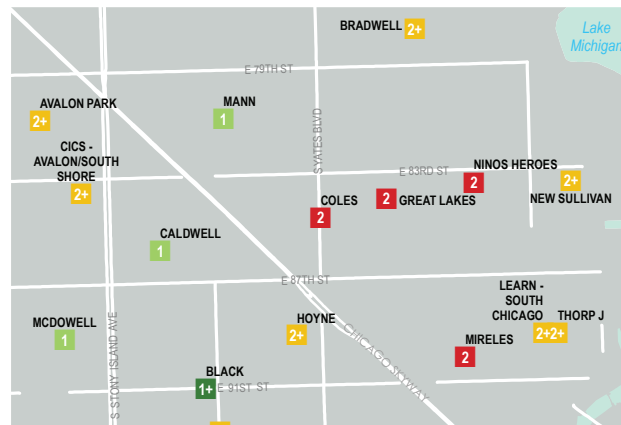 BRADWELL
2+
Lake
Michigan
E 79TH ST
AVALON PARK
2+
MANN
1
S YATES BLVD
CICS -
AVALON/SOUTH
SHORE
2+
E 83RD ST
NINOS HEROES
2
2+
NEW SULLIVAN
COLES
2
2
GREAT LAKES
CALDWELL
1
E 87TH ST
LEARN -
SOUTH
CHICAGO
THORP J
2+2+
MCDOWELL
1
S STONY ISLAND AVE
HOYNE
2+
CHICAGO SKYWAY
MIRELES
2
BLACK
1+
E 91ST ST